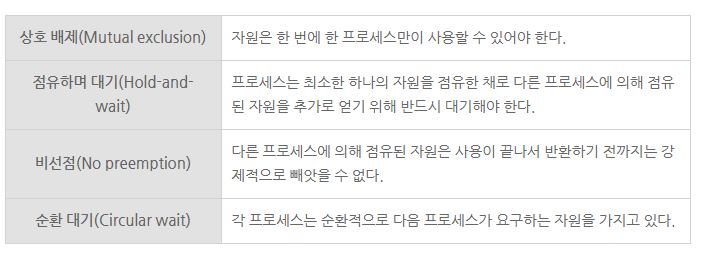 상호 배제(Mutual exclusion)
자원은 한 번에 한 프로세스만이 사용할 수 있어야 한다.
점유하며 대기(Hold-and-
wait)
프로세스는 최소한 하나의 자원을 점유한 채로 다른 프로세스에 의해 점유
된 자원을 추가로 얻기 위해 반드시 대기해야 한다.
비선점(No preemption)
다른 프로세스에 의해 점유된 자원은 사용이 끝나서 반환하기 전까지는 강
제적으로 빼앗을 수 없다.
순환 대기(Circular wait)
각 프로세스는 순환적으로 다음 프로세스가 요구하는 자원을 가지고 있다.